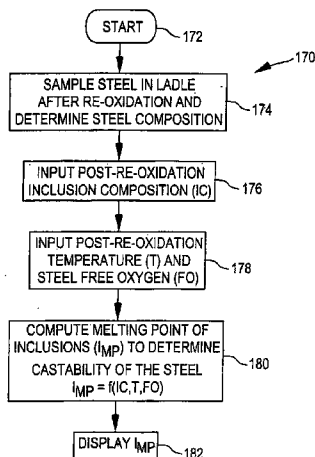 START
172
170
SAMPLE STEEL IN LADLE
AFTER RE-OXIDATION AND
DETERMINE STEEL COMPOSITION
174
INPUT POST-RE-OXIDATION
INCLUSION COMPOSITION (IC)
176
INPUT POST-RE-OXIDATION
TEMPERATURE (T) AND
STEEL FREE OXYGEN (FO)
178
COMPUTE MELTING POINT OF
INCLUSIONS (IMP) TO DETERMINE
CASTABILITY OF THE STEEL
IMP = f(IC,T,FO)
180
DISPLAY IMP
182